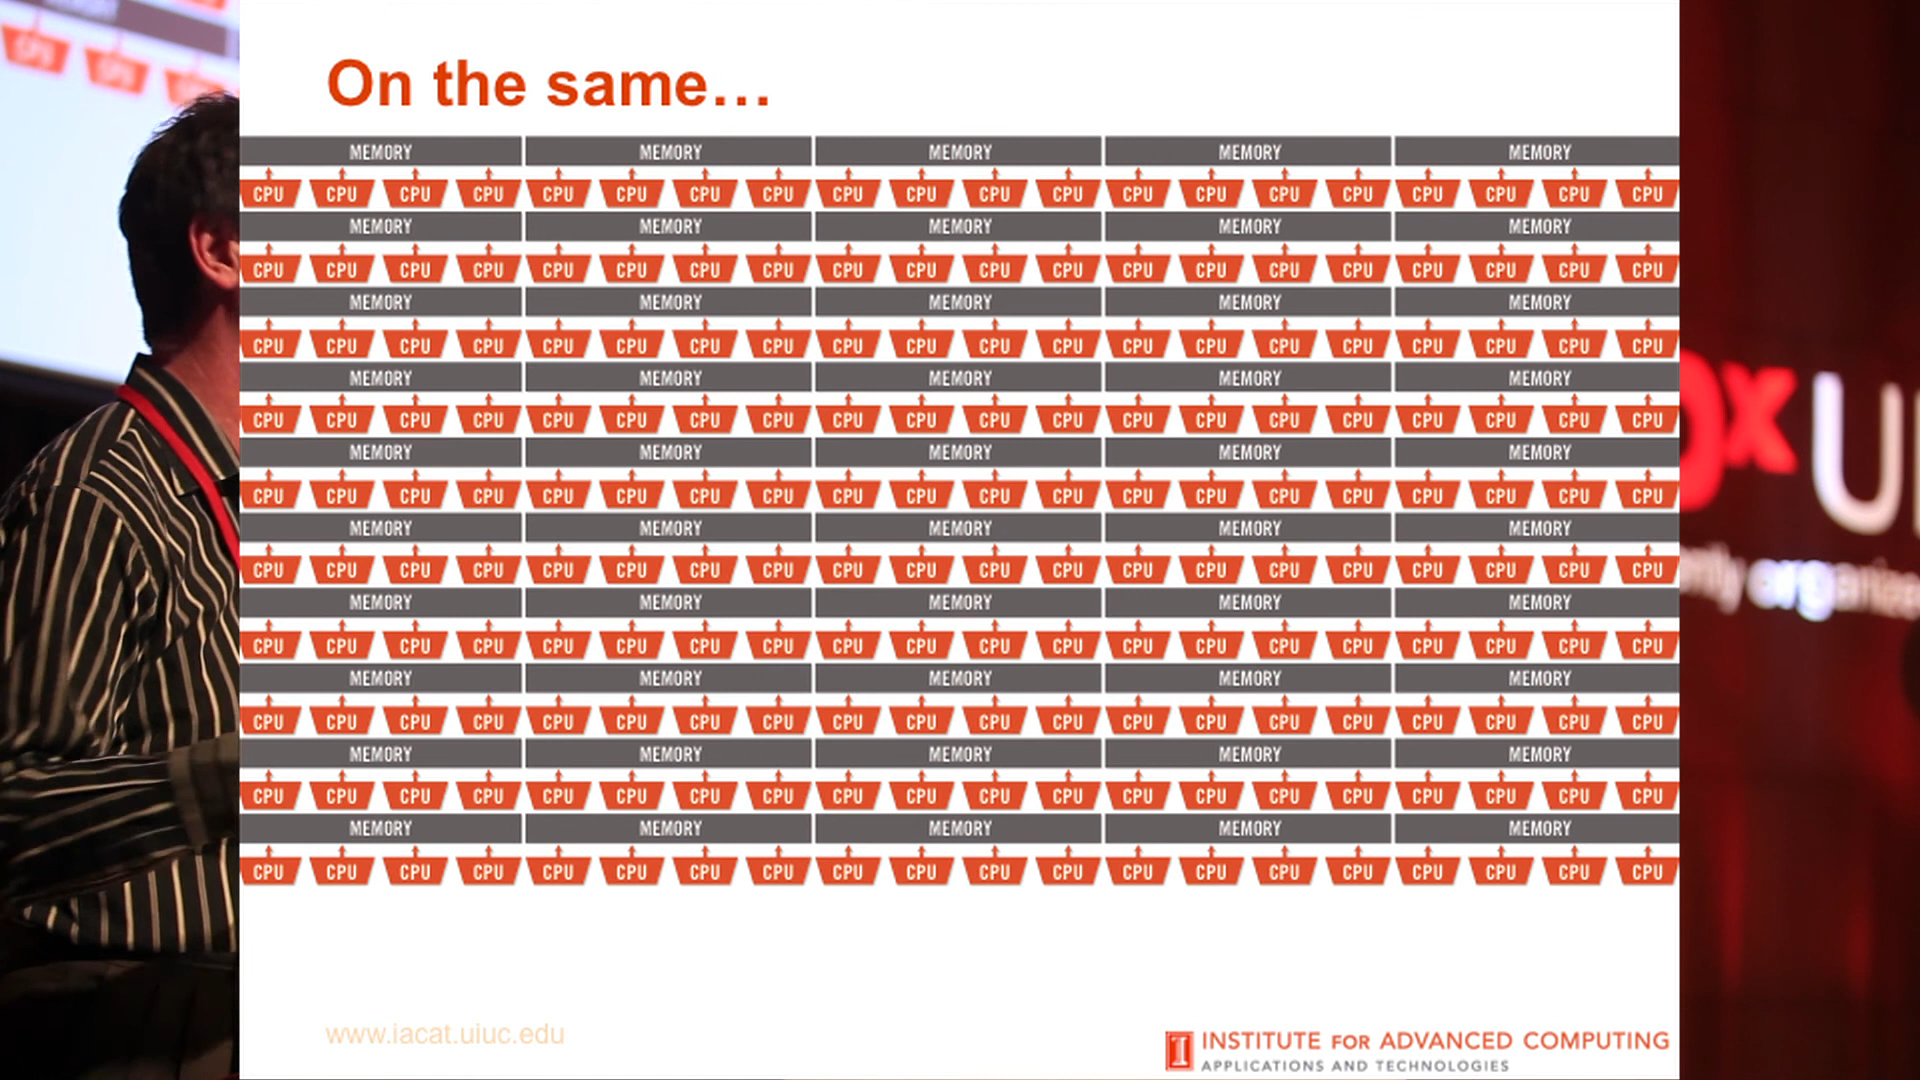 On the same...
MEMORY MEMORY MEMORY MEMORY MEMORY
CPU CPU CPU CPU CPU CPU CPU CPU CPU CPU CPU CPU CPU CPU CPU CPU CPU CPU CPU CPU
MEMORY MEMORY MEMORY MEMORY MEMORY
CPU CPU CPU CPU CPU CPU CPU CPU CPU CPU CPU CPU CPU CPU CPU CPU CPU CPU CPU CPU
MEMORY MEMORY MEMORY MEMORY MEMORY
CPU CPU CPU CPU CPU CPU CPU CPU CPU CPU CPU CPU CPU CPU CPU CPU CPU CPU CPU CPU
MEMORY MEMORY MEMORY MEMORY MEMORY
CPU CPU CPU CPU CPU CPU CPU CPU CPU CPU CPU CPU CPU CPU CPU CPU CPU CPU CPU CPU
MEMORY MEMORY MEMORY MEMORY MEMORY
CPU CPU CPU CPU CPU CPU CPU CPU CPU CPU CPU CPU CPU CPU CPU CPU CPU CPU CPU CPU
MEMORY MEMORY MEMORY MEMORY MEMORY
CPU CPU CPU CPU CPU CPU CPU CPU CPU CPU CPU CPU CPU CPU CPU CPU CPU CPU CPU CPU
MEMORY MEMORY MEMORY MEMORY MEMORY
CPU CPU CPU CPU CPU CPU CPU CPU CPU CPU CPU CPU CPU CPU CPU CPU CPU CPU CPU CPU
MEMORY MEMORY MEMORY MEMORY MEMORY
CPU CPU CPU CPU CPU CPU CPU CPU CPU CPU CPU CPU CPU CPU CPU CPU CPU CPU CPU CPU
MEMORY MEMORY MEMORY MEMORY MEMORY
CPU CPU CPU CPU CPU CPU CPU CPU CPU CPU CPU CPU CPU CPU CPU CPU CPU CPU CPU CPU
MEMORY MEMORY MEMORY MEMORY MEMORY
CPU CPU CPU CPU CPU CPU CPU CPU CPU CPU CPU CPU CPU CPU CPU CPU CPU CPU CPU CPU
www.iacat.uiuc.edu
I INSTITUTE FOR ADVANCED COMPUTING
APPLICATIONS AND TECHNOLOGIES
CPU CPU
x U